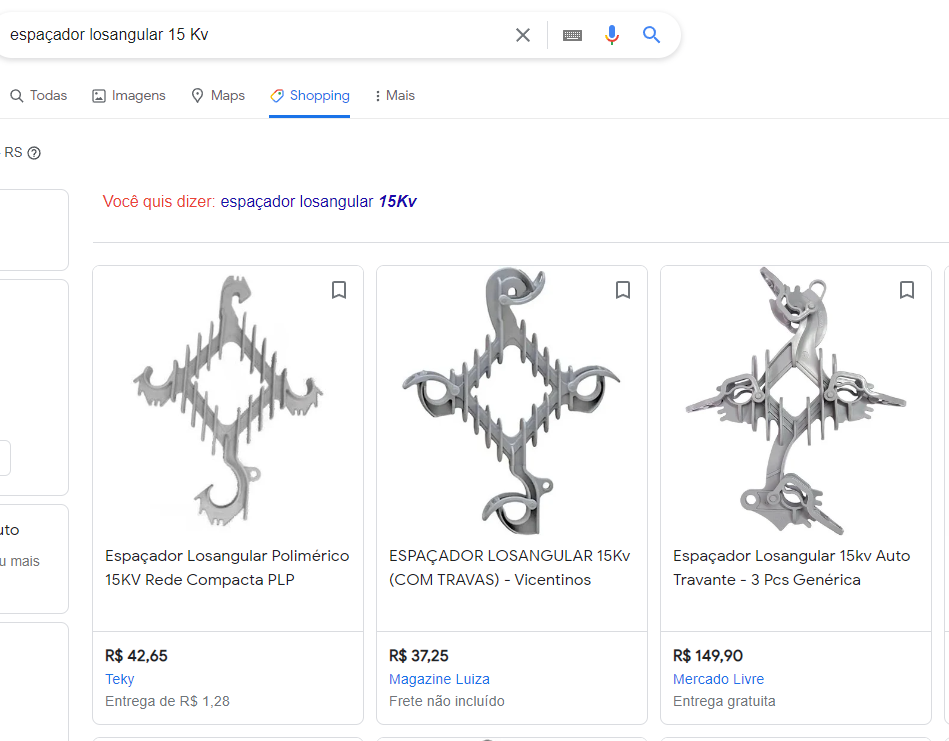 espaçador losangular 15 Kv
Todas
Imagens
Maps
Shopping
Mais
RS
Você quis dizer: espaçador losangular 15Kv
uto
u mais
Espaçador Losangular Polimérico
15KV Rede Compacta PLP
R$ 42,65
Teky
Entrega de R$ 1,28
ESPAÇADOR LOSANGULAR 15Kv
(COM TRAVAS) - Vicentinos
R$ 37,25
Magazine Luiza
Frete não incluído
Espaçador Losangular 15kv Auto
Travante - 3 Pcs Genérica
R$ 149,90
Mercado Livre
Entrega gratuita